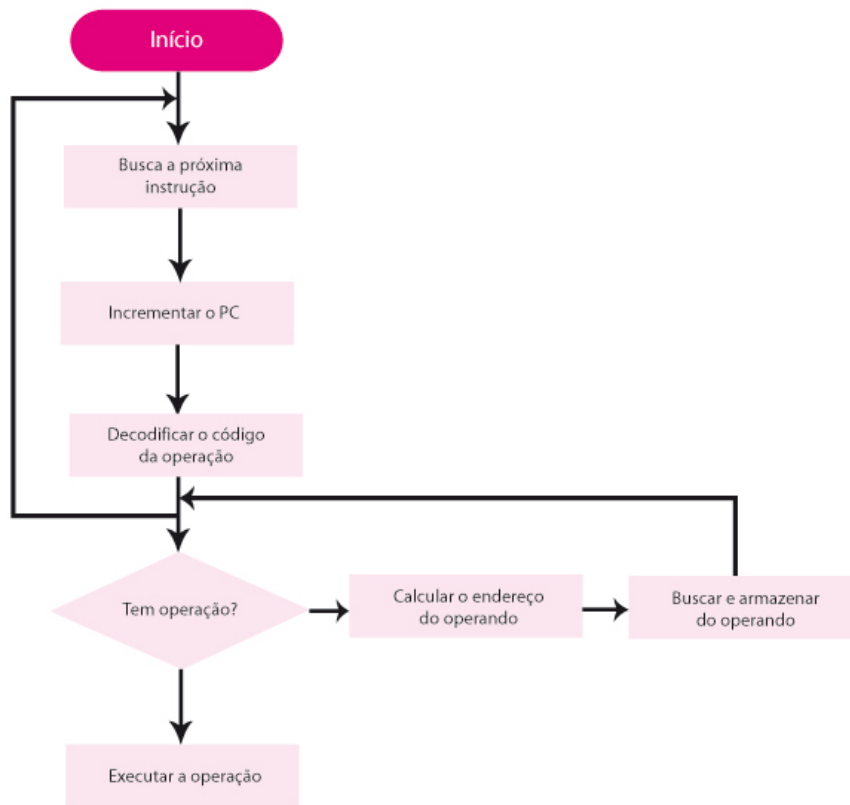 Início
Busca a próxima
instrução
Incrementar o PC
Decodificar o código
da operação
Tem operação?
Calcular o endereço
do operando
Buscar e armazenar
do operando
Executar a operação